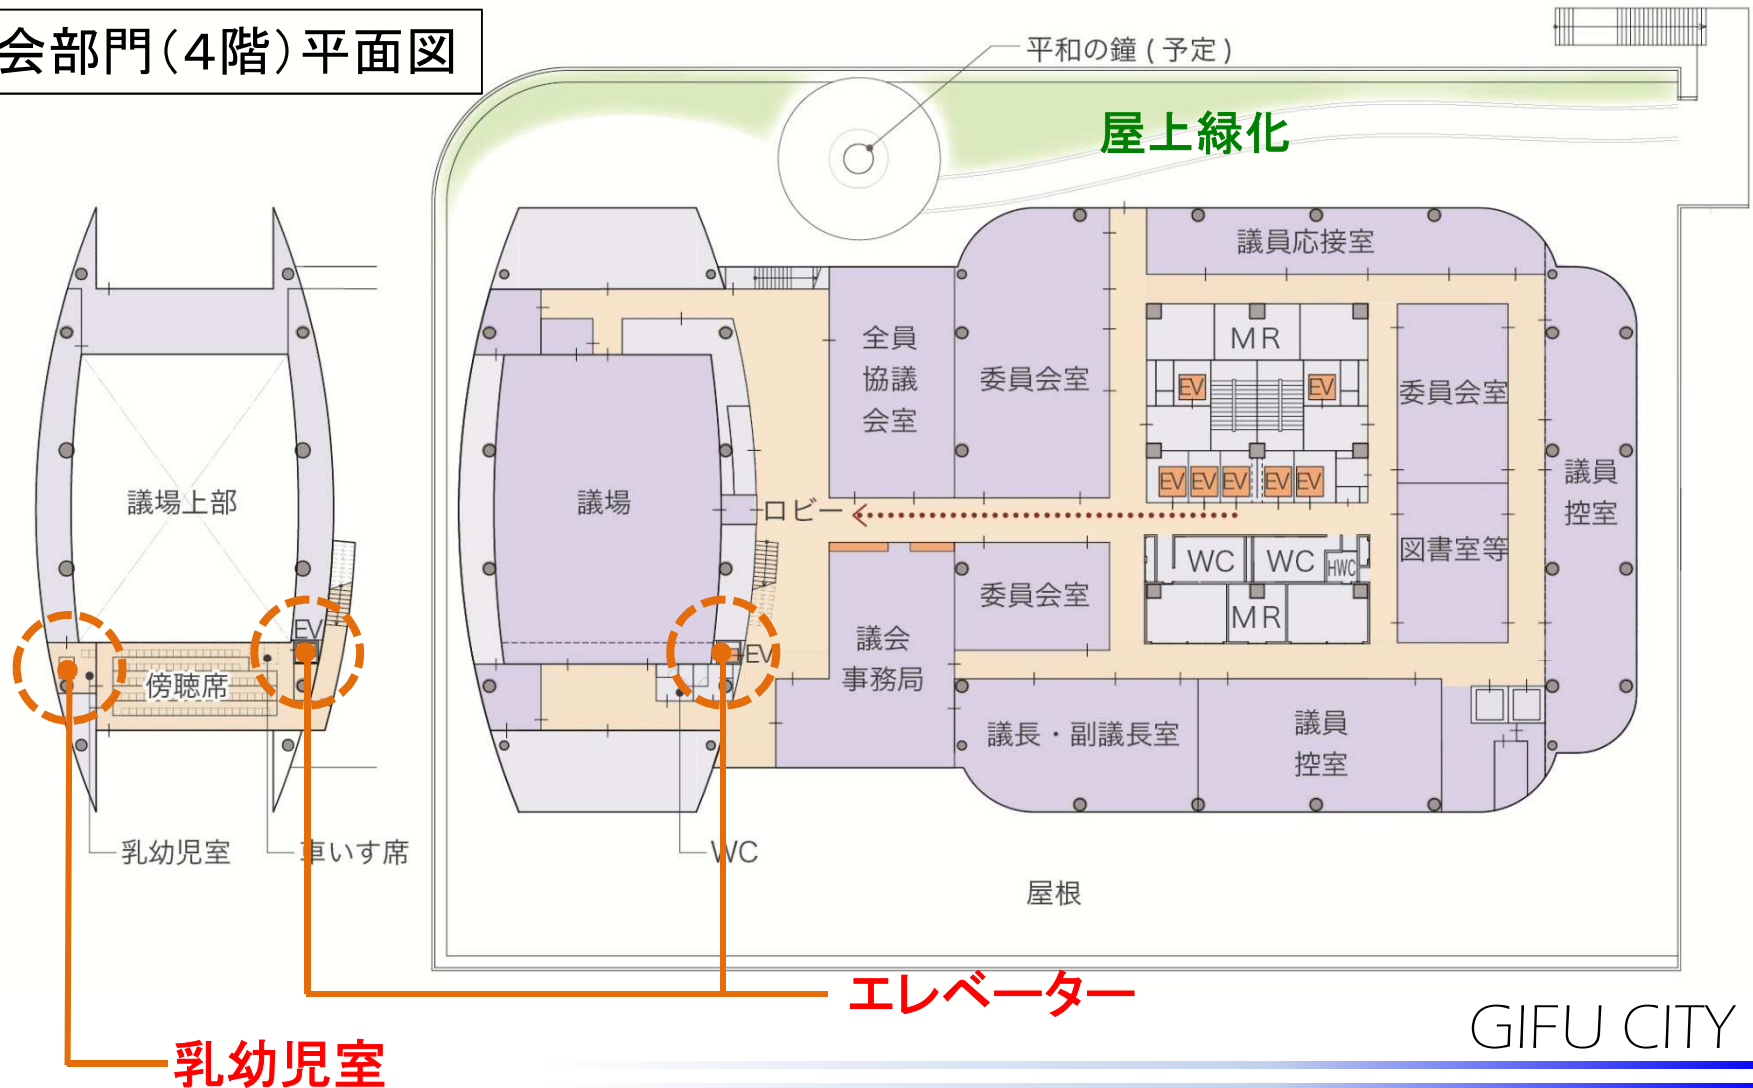 会部門(4階)平面図
平和の鐘(予定)
屋上緑化
議員応接室
MR
全員
協議
会室
委員会室
EV
EV
委員会室
議員
控室
EV
EV
EV
EV
EV
議場上部
議場
ロビー
図書室等
WC
WC
HWC
委員会室
MR
EV
EV
議会
事務局
傍聴席
議長・副議長室
議員
控室
乳幼児室
車いす席
WC
屋根
エレベーター
乳幼児室
GIFU CITY